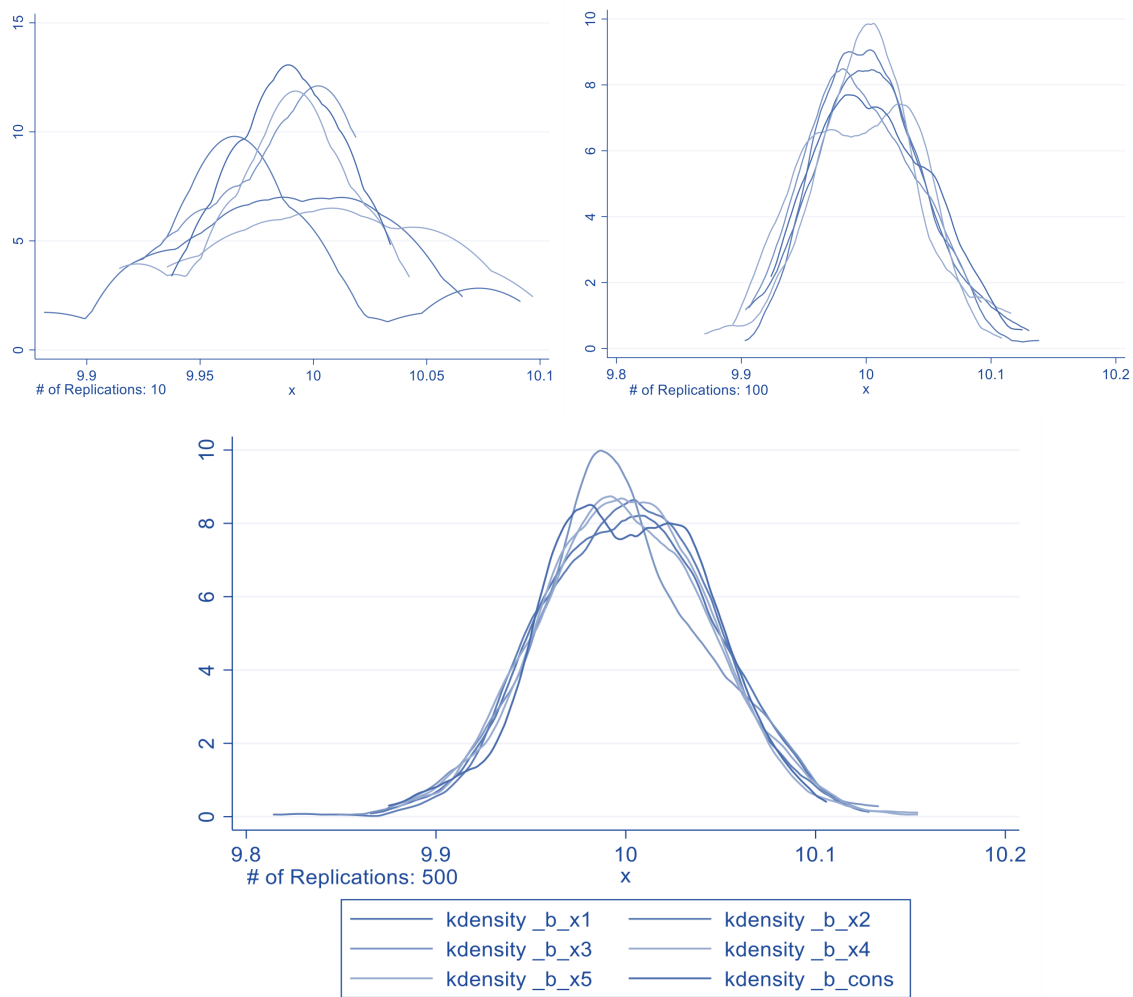 15
10
5
0
9.9 9.95 10 10.05 10.1
# of Replications: 10 x
10
8
6
4
2
0
9.8 9.9 10 10.1 10.2
# of Replications: 100 x
10
8
6
4
2
0
9.8 9.9 10 10.1 10.2
# of Replications: 500 x
kdensity _b_x1 kdensity _b_x2
kdensity _b_x3 kdensity _b_x4
kdensity _b_x5 kdensity _b_cons